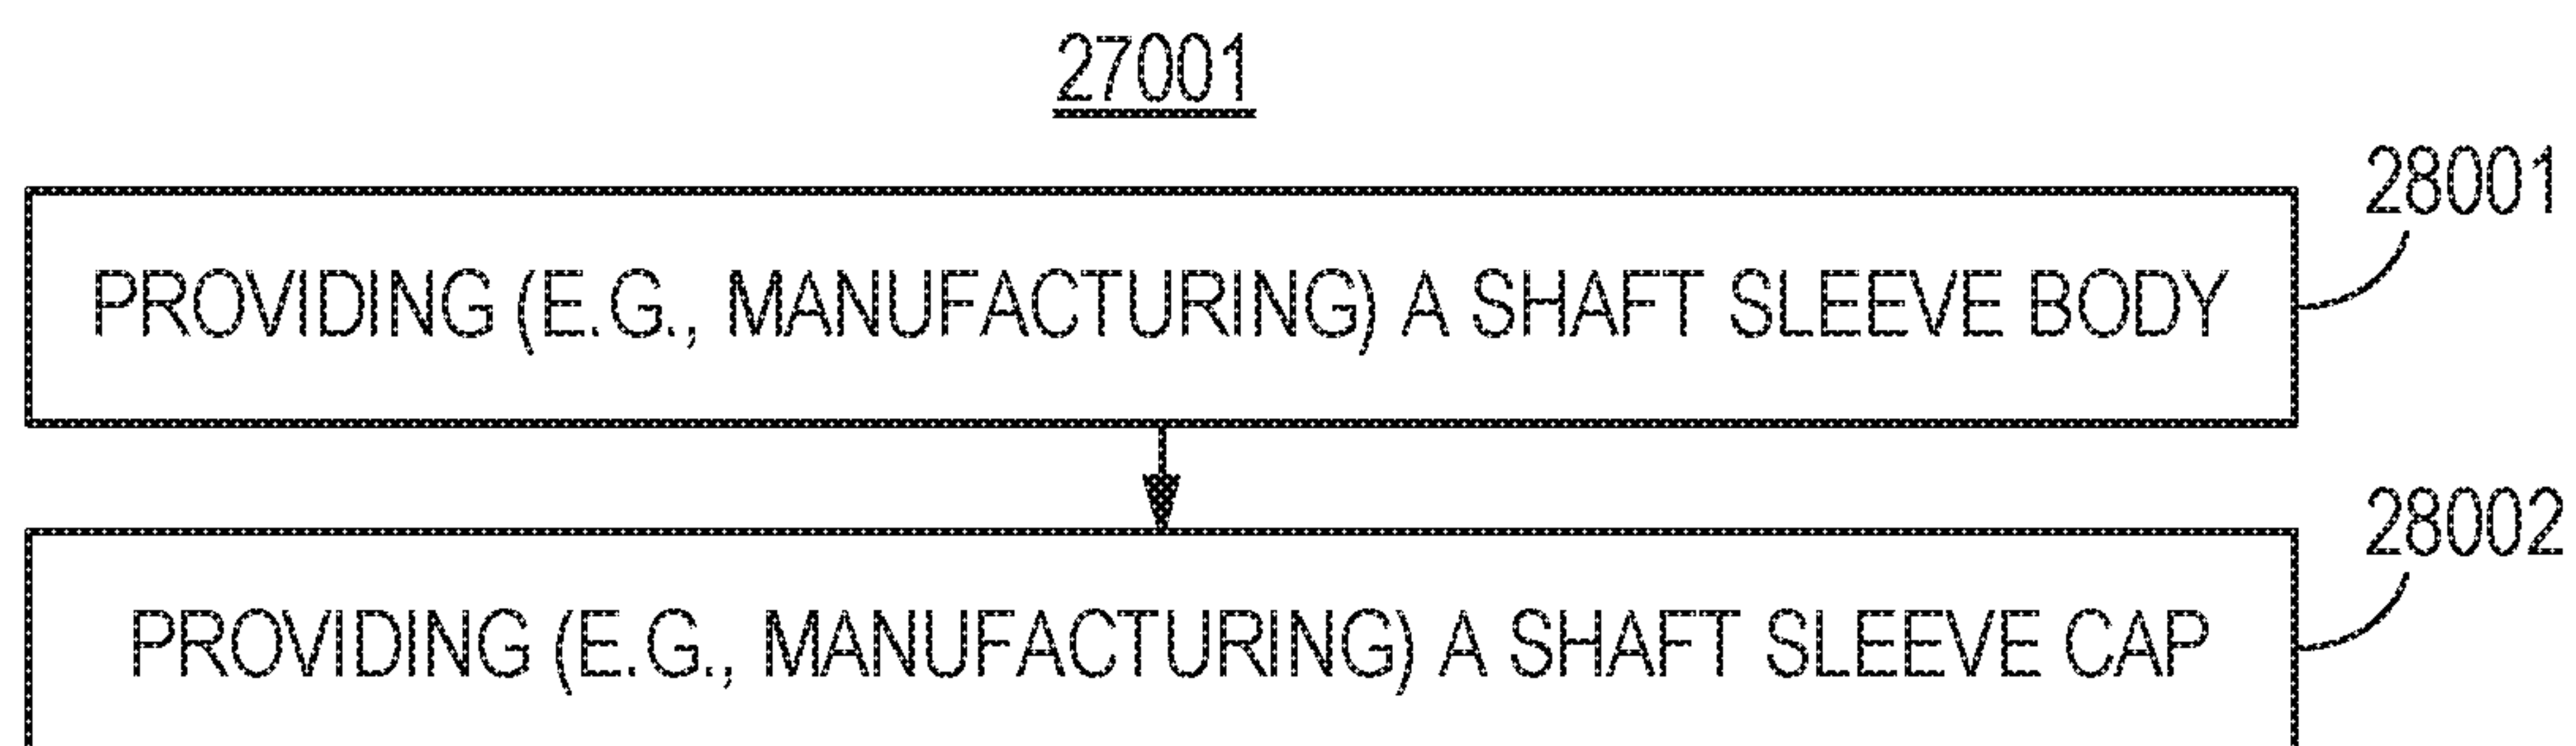 27001
28001
PROVIDING (E.G., MANUFACTURING) A SHAFT SLEEVE BODY
28002
PROVIDING (E.G., MANUFACTURING) A SHAFT SLEEVE CAP